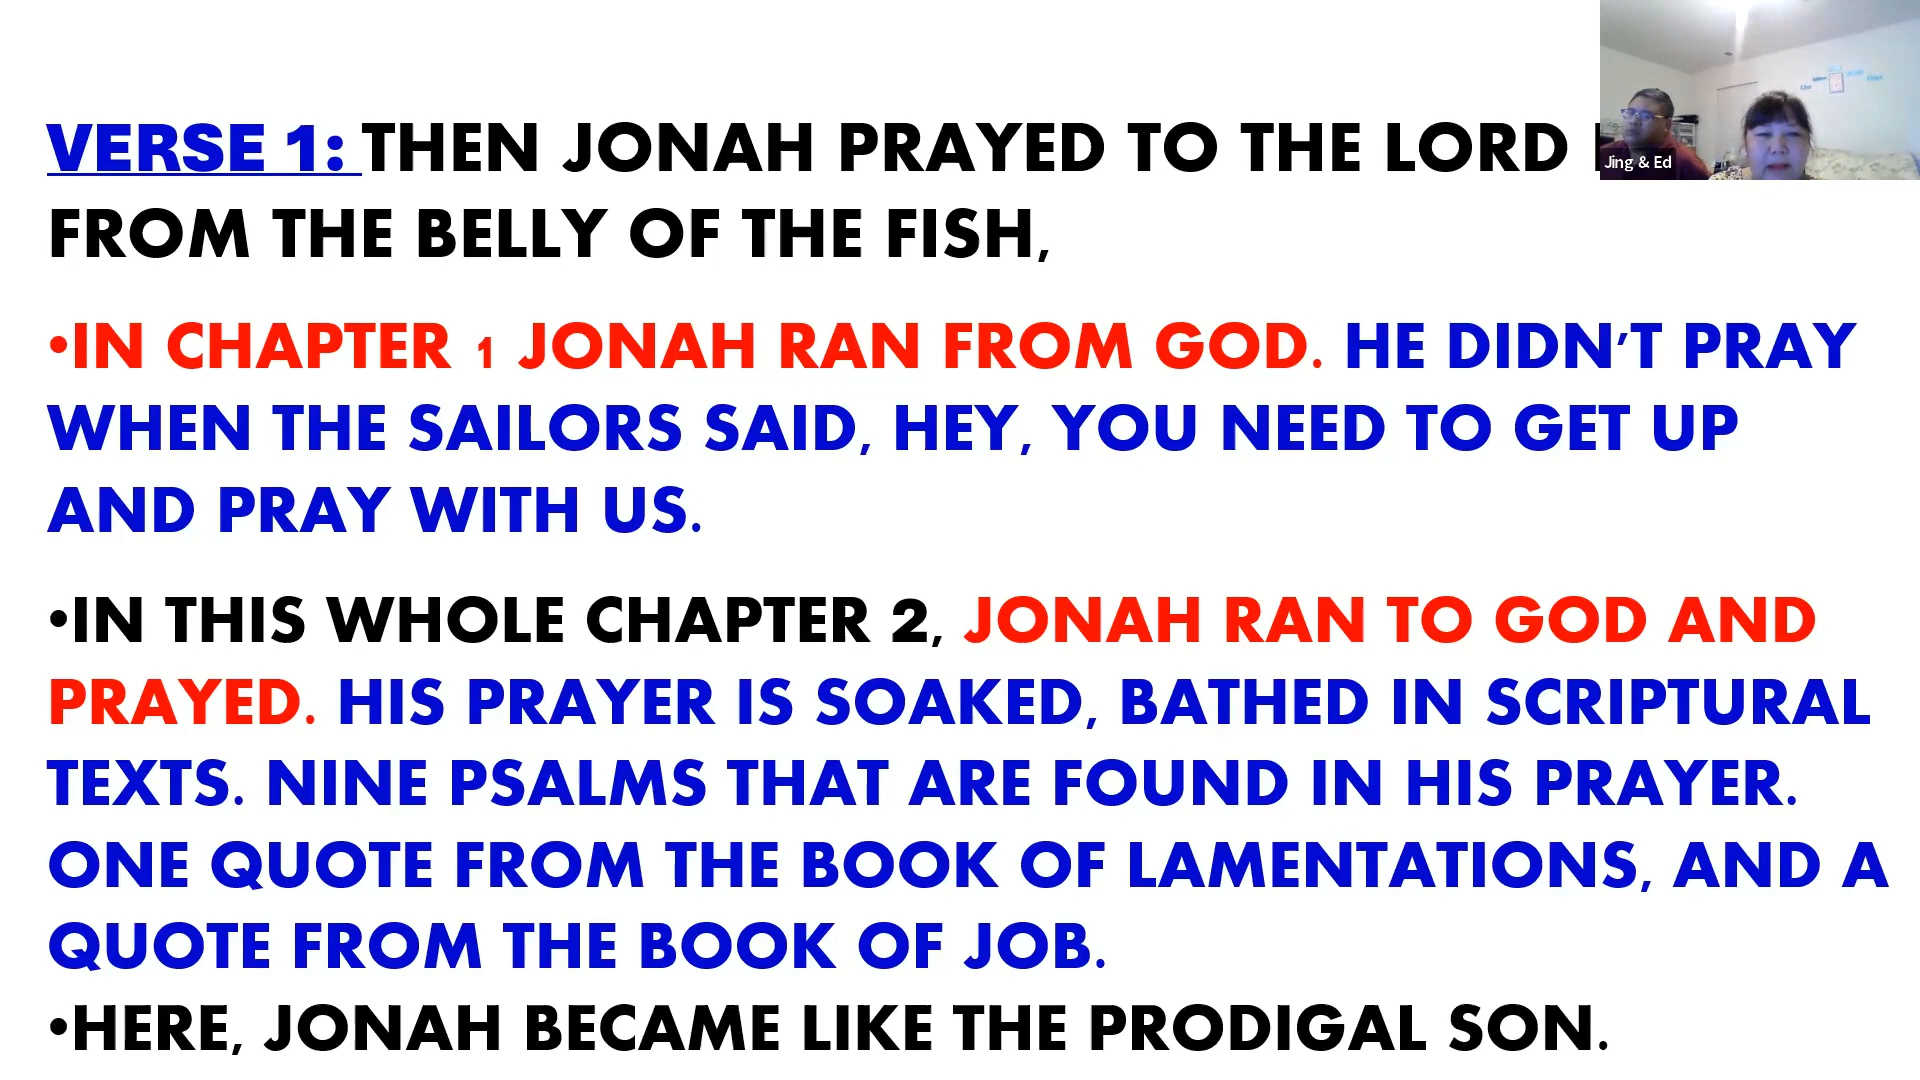 VERSE 1: THEN JONAH PRAYED TO THE LORD
FROM THE BELLY OF THE FISH,
•IN CHAPTER 1 JONAH RAN FROM GOD. HE DIDN'T PRAY
WHEN THE SAILORS SAID, HEY, YOU NEED TO GET UP
AND PRAY WITH US.
•IN THIS WHOLE CHAPTER 2, JONAH RAN TO GOD AND
PRAYED. HIS PRAYER IS SOAKED, BATHED IN SCRIPTURAL
TEXTS. NINE PSALMS THAT ARE FOUND IN HIS PRAYER.
ONE QUOTE FROM THE BOOK OF LAMENTATIONS, AND A
QUOTE FROM THE BOOK OF JOB.
•HERE, JONAH BECAME LIKE THE PRODIGAL SON.
Jing & Ed